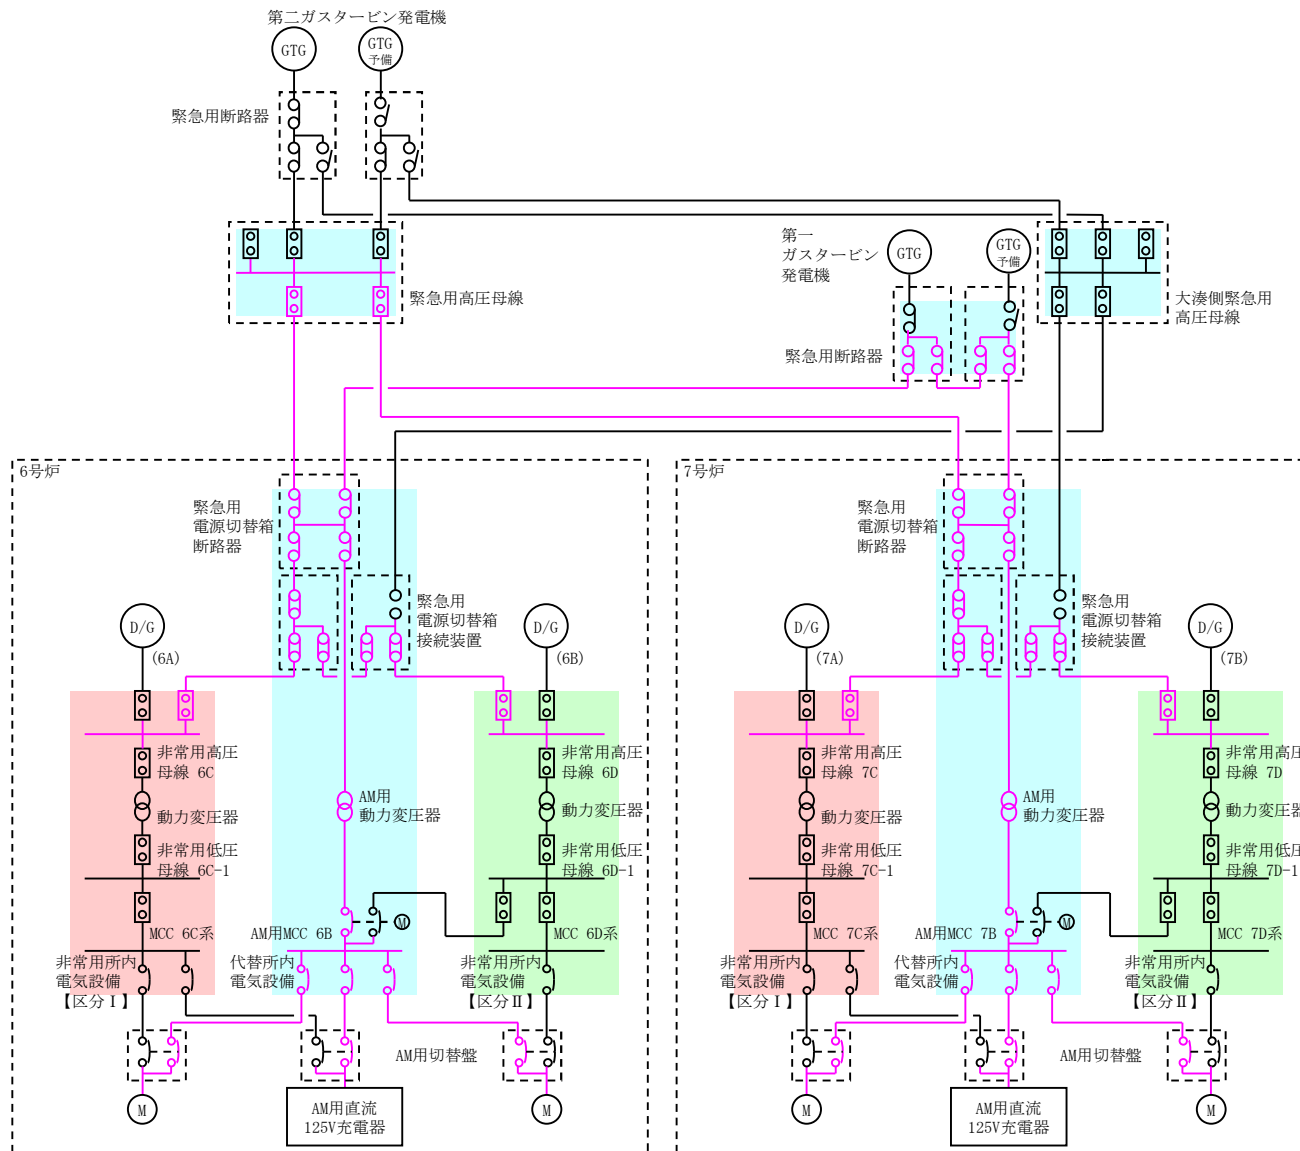 第二ガスタービン発電機
GTG
GTG
予備
緊急用断路器
緊急用高圧母線
第一
ガスタービン
発電機
GTG
GTG
予備
緊急用断路器
大湊側緊急用
高圧母線
6号炉
緊急用
電源切替箱
断路器
緊急用
電源切替箱
接続装置
D/G
(6A)
D/G
(6B)
非常用高圧
母線 6C
動力変圧器
非常用低圧
母線 6C-1
MCC 6C系
非常用所内
電気設備
【区分Ⅰ】
AM用
動力変圧器
AM用MCC 6B
M
代替所内
電気設備
非常用高圧
母線 6D
動力変圧器
非常用低圧
母線 6D-1
MCC 6D系
非常用所内
電気設備
【区分Ⅱ】
AM用切替盤
M
AM用直流
125V充電器
M
7号炉
緊急用
電源切替箱
断路器
緊急用
電源切替箱
接続装置
D/G
(7A)
D/G
(7B)
非常用高圧
母線 7C
動力変圧器
非常用低圧
母線 7C-1
MCC 7C系
非常用所内
電気設備
【区分Ⅰ】
AM用
動力変圧器
AM用MCC 7B
M
代替所内
電気設備
非常用高圧
母線 7D
動力変圧器
非常用低圧
母線 7D-1
MCC 7D系
非常用所内
電気設備
【区分Ⅱ】
AM用切替盤
M
AM用直流
125V充電器
M